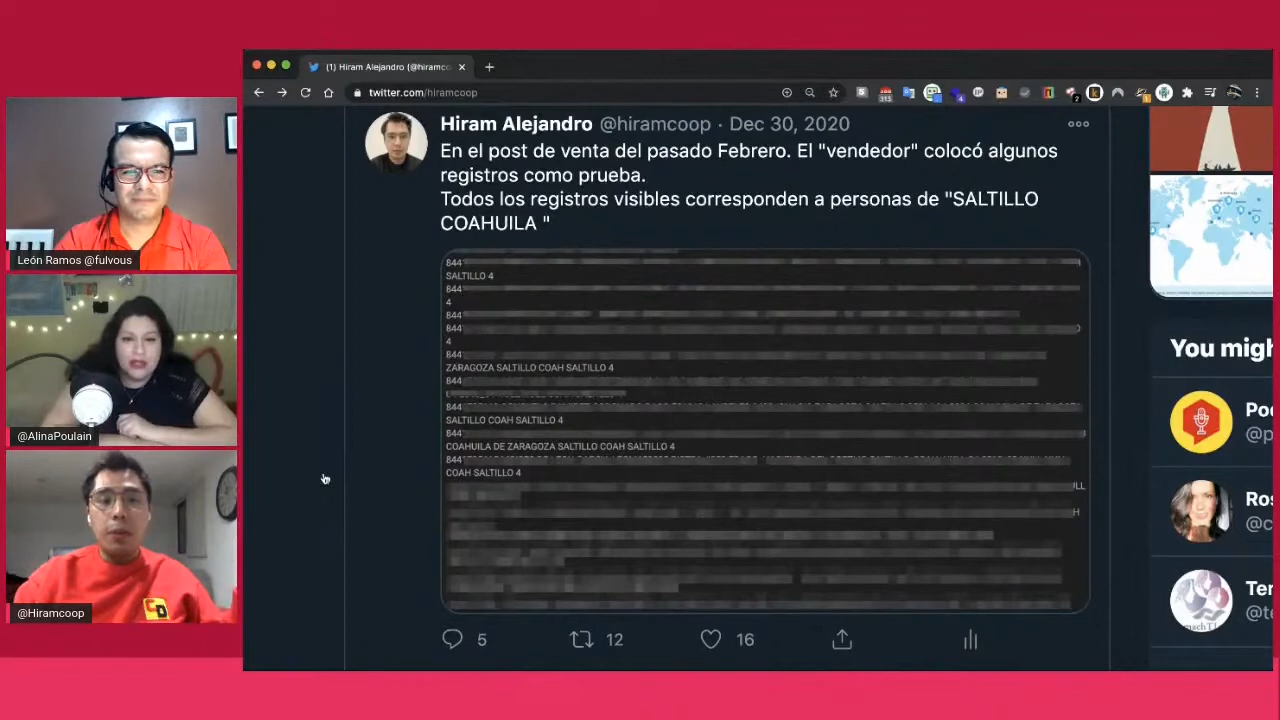 (1) Hiram Alejandro (@hiramco
twitter.com/hiramcoop
Hiram Alejandro @hiramcoop · Dec 30, 2020
En el post de venta del pasado Febrero. El "vendedor" colocó algunos
registros como prueba.
Todos los registros visibles corresponden a personas de "SALTILLO
COAHUILA "
844
SALTILLO 4
844
4
844
844
4
844
ZARAGOZA SALTILLO COAH SALTILLO 4
844
844
SALTILLO COAH SALTILLO 4
844
COAHUILA DE ZARAGOZA SALTILLO COAH SALTILLO 4
844
COAH SALTILLO 4
5 12 16
You migh
Po
@p
Ros
@c
Ter
@te
León Ramos @fulvous
@AlinaPoulain
@Hiramcoop